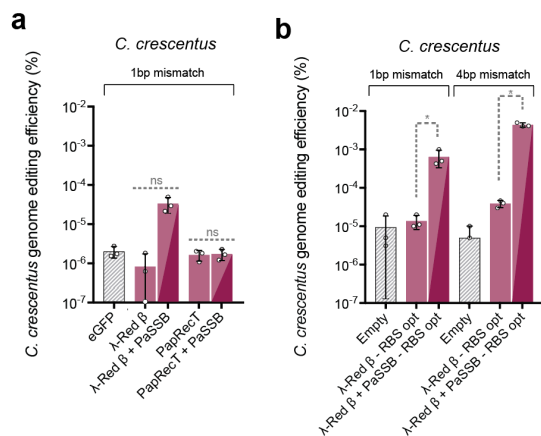 a
C. crescentus
1bp mismatch
C. crescentus genome editing efficiency (%)
10-2
10-3
10-4
10-5
10-6
10-7
ns
ns
eGFP
λ-Red β
λ-Red β + PaSSB
PapRecT
PapRecT + PaSSB
b
C. crescentus
1bp mismatch
4bp mismatch
C. crescentus genome editing efficiency (%)
10-2
10-3
10-4
10-5
10-6
10-7
*
*
Empty
λ-Red β - RBS opt
λ-Red β + PaSSB - RBS opt
Empty
λ-Red β - RBS opt
λ-Red β + PaSSB - RBS opt